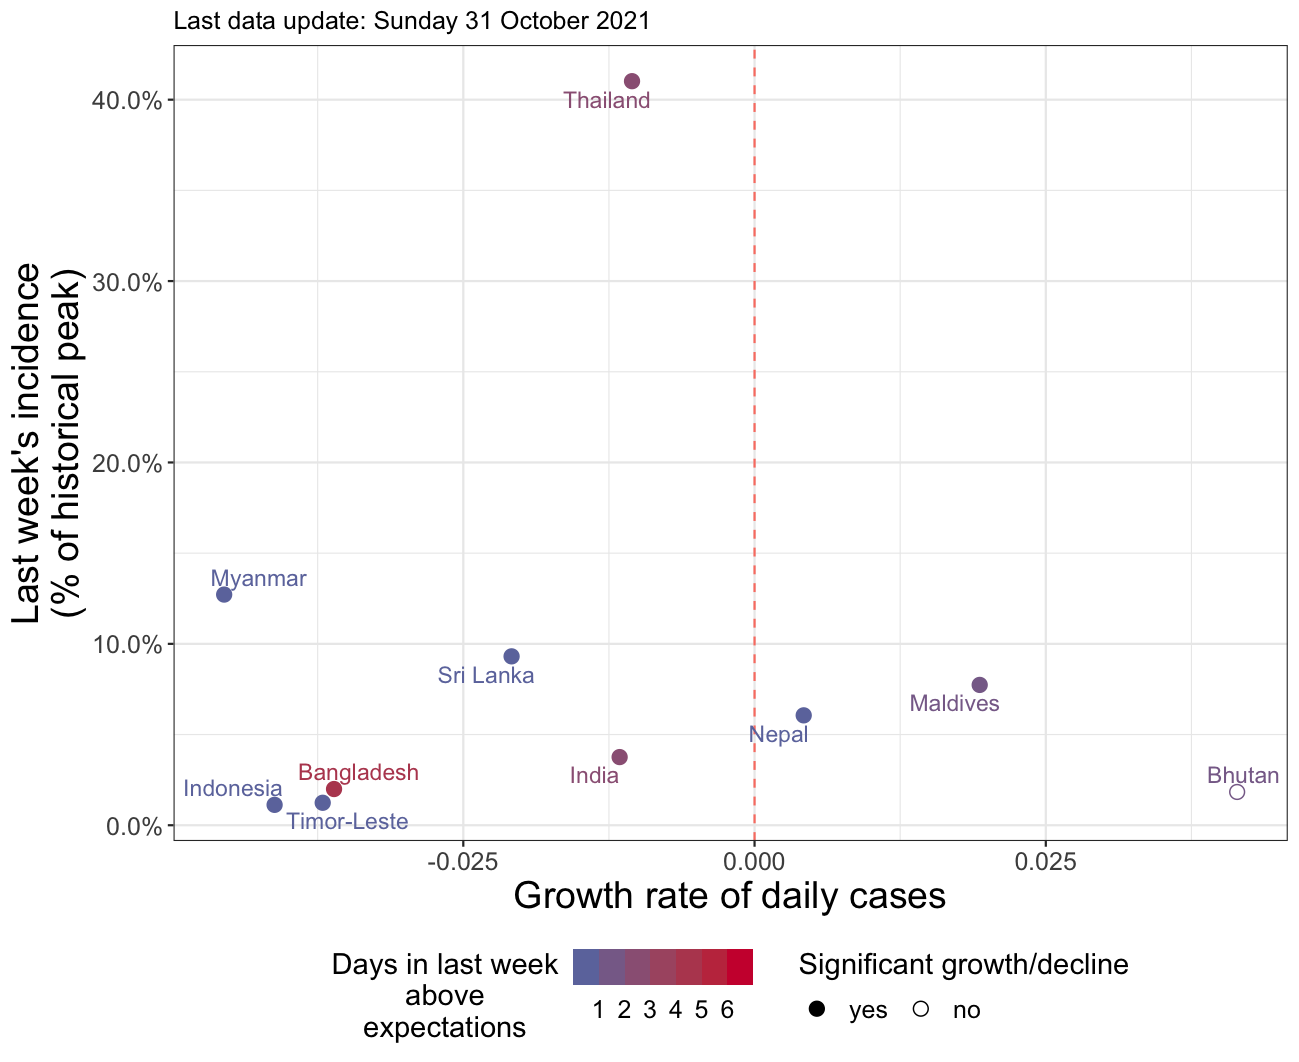 Last data update: Sunday 31 October 2021
Last week's incidence
(% of historical peak)
40.0%
30.0%
20.0%
10.0%
0.0%
Thailand
Myanmar
Sri Lanka
Maldives
Nepal
India
Bangladesh
Bhutan
Indonesia
Timor-Leste
-0.025
0.000
0.025
Growth rate of daily cases
Days in last week
above
expectations
1 2 3 4 5 6
Significant growth/decline
yes no